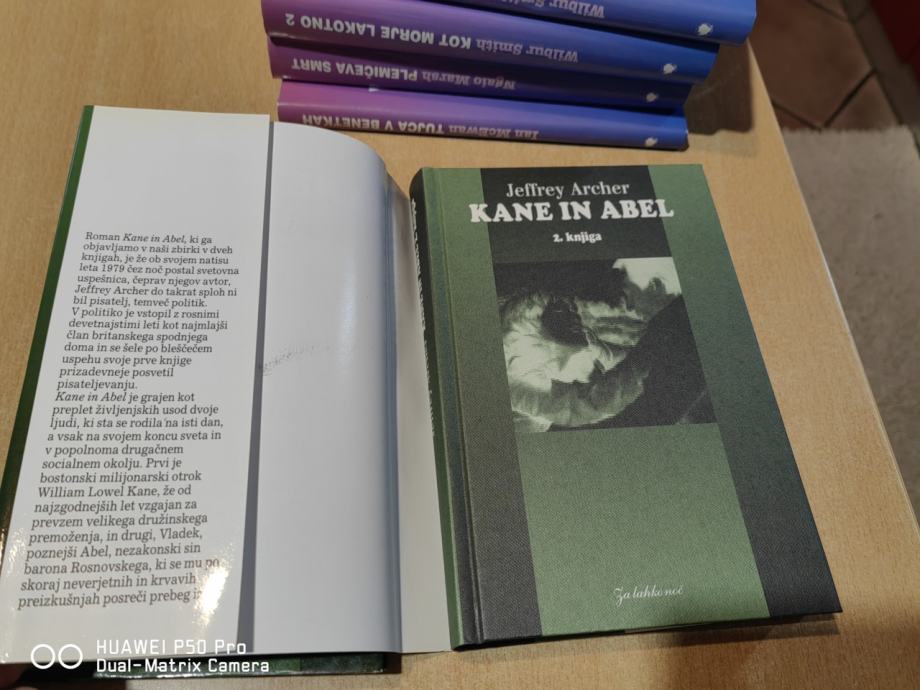 Wilbur Smith
Wilbur Smith KOT MORJE LAKOTNO 2
Ngaio Marsh PLEMIČEVA SMRT
Ian McEwan TUJCA V BENETKAH
Roman Kane in Abel, ki ga
objavljamo v naši zbirki v dveh
knjigah, je že ob svojem natisu
leta 1979 čez noč postal svetovna
uspešnica, čeprav njegov avtor,
Jeffrey Archer do takrat sploh ni
bil pisatelj, temveč politik.
V politiko je vstopil z rosnimi
devetnajstimi leti kot najmlajši
član britanskega spodnjega
doma in se šele po bleščečem
uspehu svoje prve knjige
prizadevneje posvetil
pisateljevanju.
Kane in Abel je grajen kot
preplet življenjskih usod dvoje
ljudi, ki sta se rodila na isti dan,
a vsak na svojem koncu sveta in
v popolnoma drugačnem
socialnem okolju. Prvi je
bostonski milijonarski otrok
William Lowel Kane, že od
najzgodnejših let vzgajan za
prevzem velikega družinskega
premoženja, in drugi, Vladek,
poznejši Abel, nezakonski sin
barona Rosnovskega, ki se mu po
skoraj neverjetnih in krvavih
preizkušnjah posreči prebeg
Jeffrey Archer
KANE IN ABEL
2. knjiga
Za lahko noč
HUAWEI P50 Pro
Dual-Matrix Camera